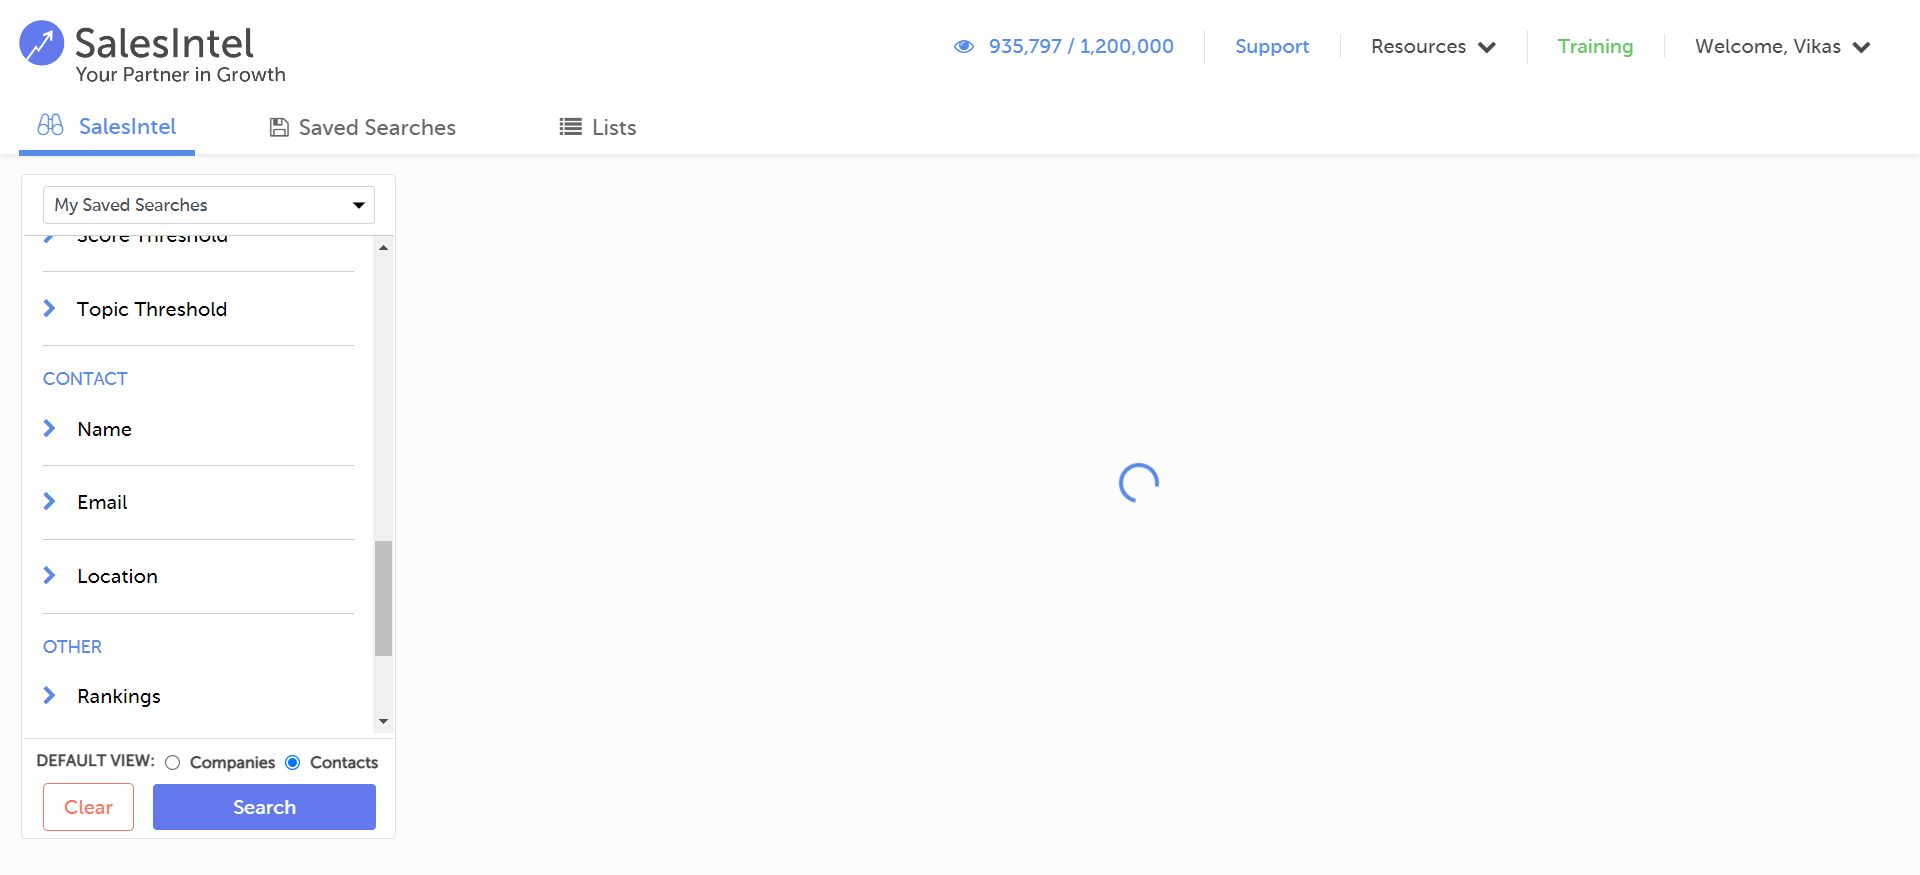 SalesIntel
Your Partner in Growth
935,797 / 1,200,000
Support
Resources
Training
Welcome, Vikas
SalesIntel
Saved Searches
Lists
My Saved Searches
Score Threshold
Topic Threshold
CONTACT
Name
Email
Location
OTHER
Rankings
DEFAULT VIEW: Companies Contacts
Clear
Search